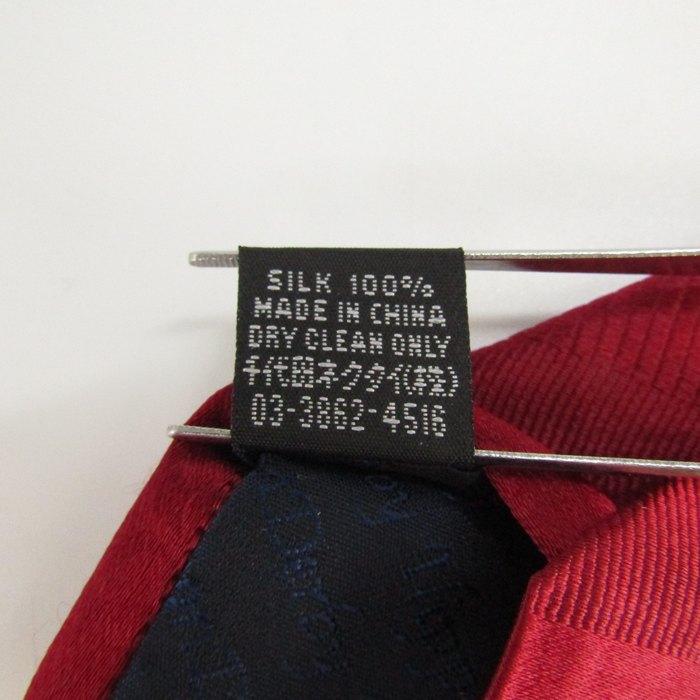 SILK 100%
MADE IN CHINA
DRY CLEAN ONLY
千代田ネクタイ(株)
03-3862-4516